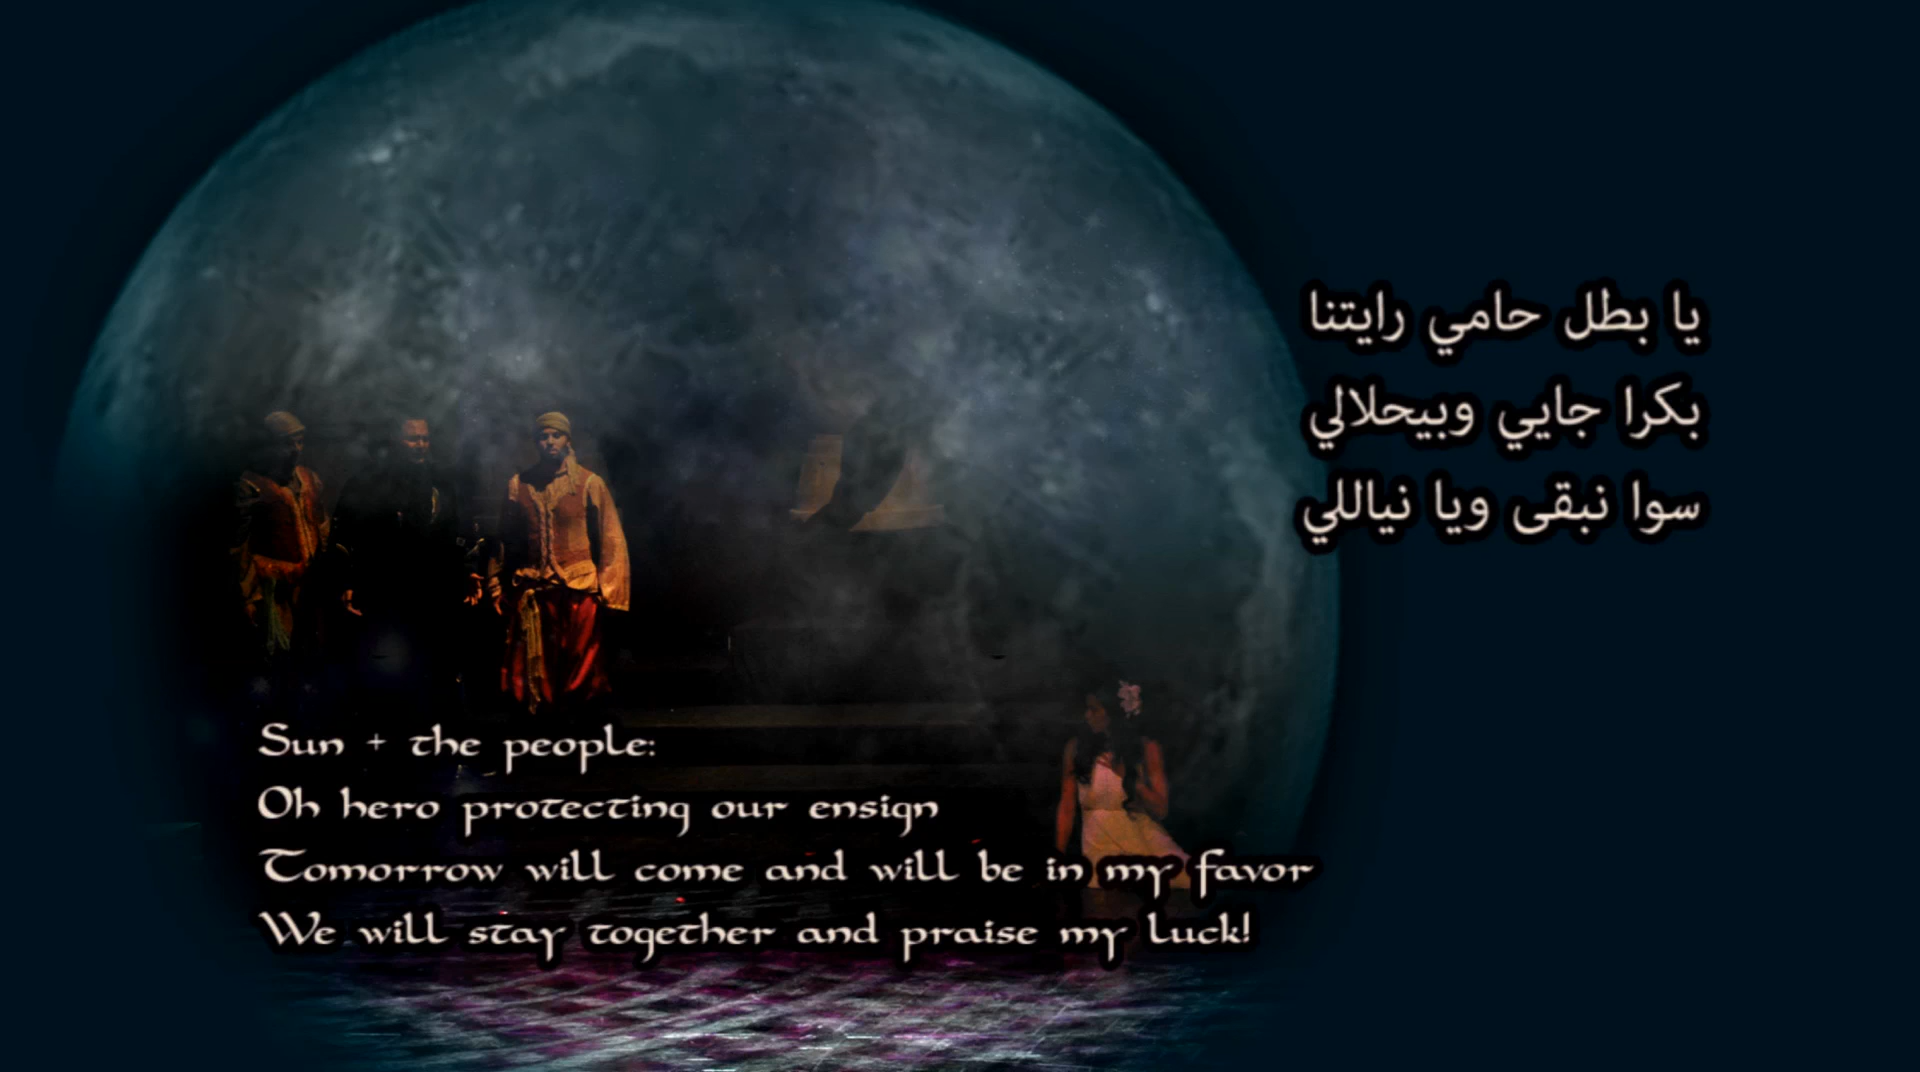 يا بطل حامي رايتنا
بكرا جايي وبيحلالي
سوا نبقى ويا نياللي
Sun + the people:
Oh hero protecting our ensign
Tomorrow will come and will be in my favor
We will stay together and praise my luck!